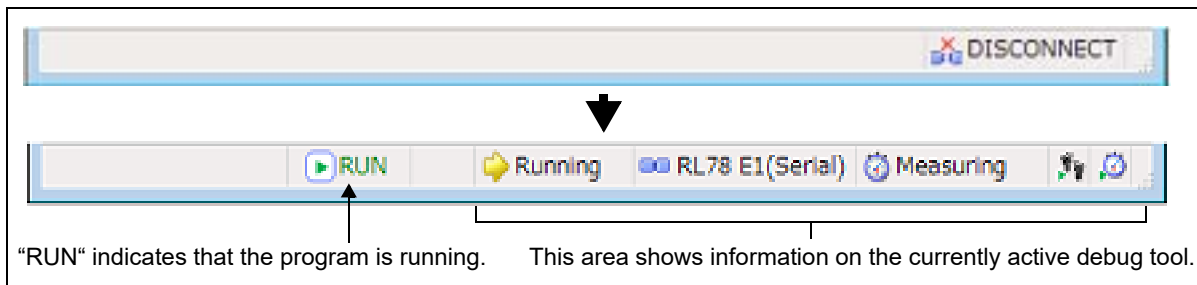 DISCONNECT
RUN Running RL78 E1(Serial) Measuring
“RUN“ indicates that the program is running. This area shows information on the currently active debug tool.